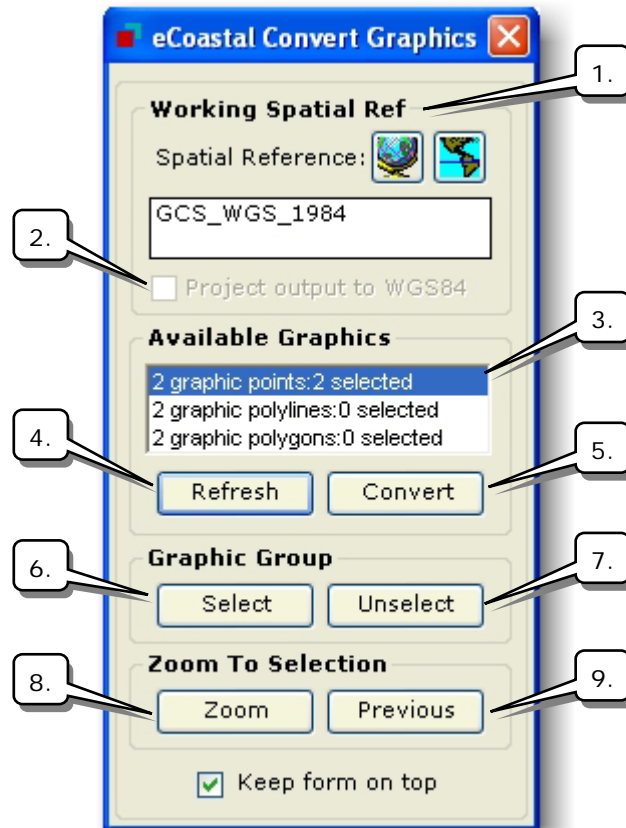 eCoastal Convert Graphics
1.
Working Spatial Ref
Spatial Reference:
GCS_WGS_1984
2.
Project output to WGS84
3.
Available Graphics
2 graphic points:2 selected
2 graphic polylines:0 selected
2 graphic polygons:0 selected
4.
Refresh Convert
5.
Graphic Group
6.
Select Unselect
7.
Zoom To Selection
8.
Zoom Previous
9.
Keep form on top